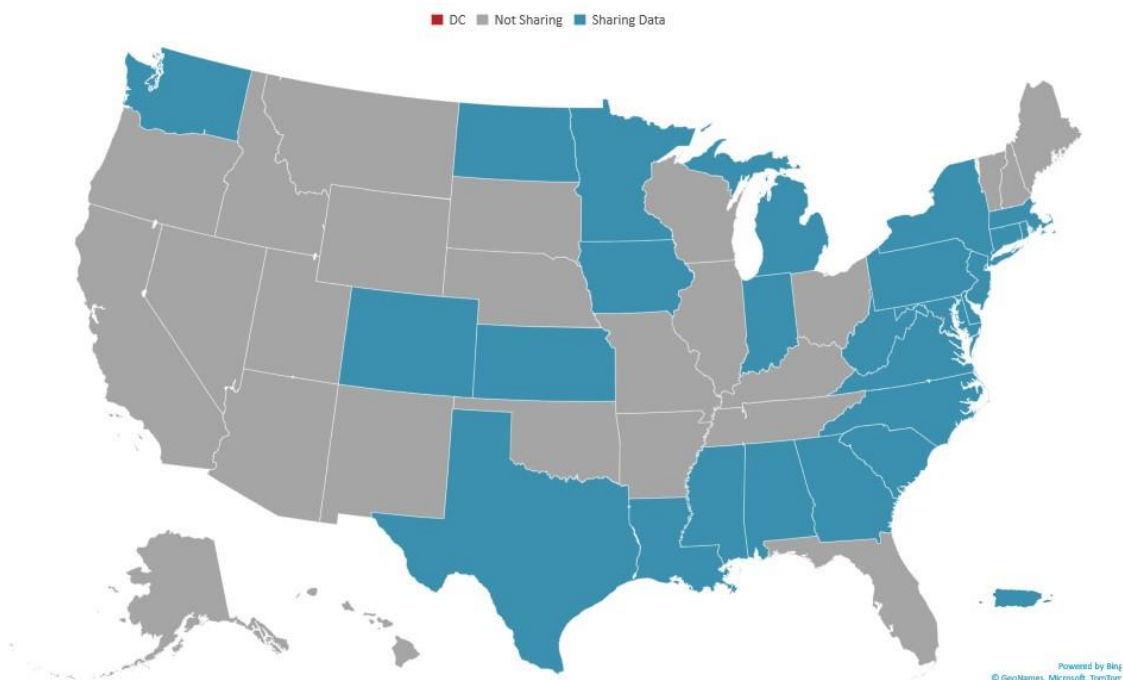 DC Not Sharing Sharing Data
Powered by Bing
© GeoNames, Microsoft, TomTom